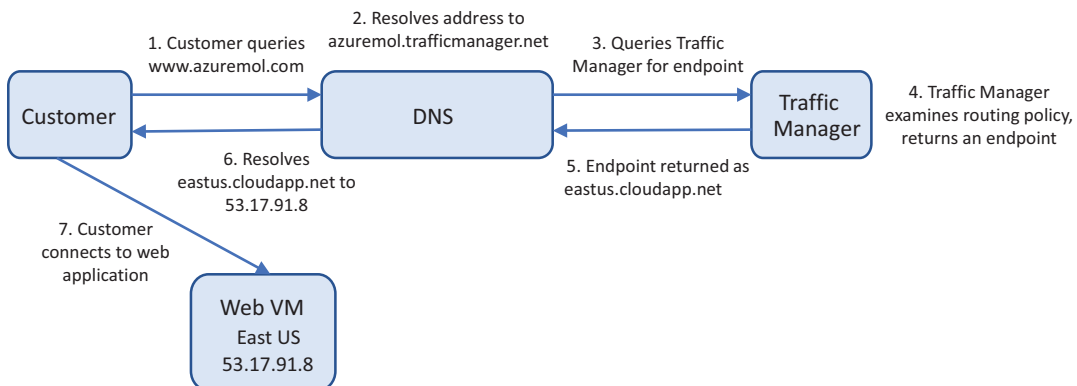 1. Customer queries
www.azuremol.com
2. Resolves address to
azuremol.trafficmanager.net
3. Queries Traffic
Manager for endpoint
Customer
DNS
Traffic
Manager
4. Traffic Manager
examines routing policy,
returns an endpoint
5. Endpoint returned as
eastus.cloudapp.net
6. Resolves
eastus.cloudapp.net to
53.17.91.8
7. Customer
connects to web
application
Web VM
East US
53.17.91.8